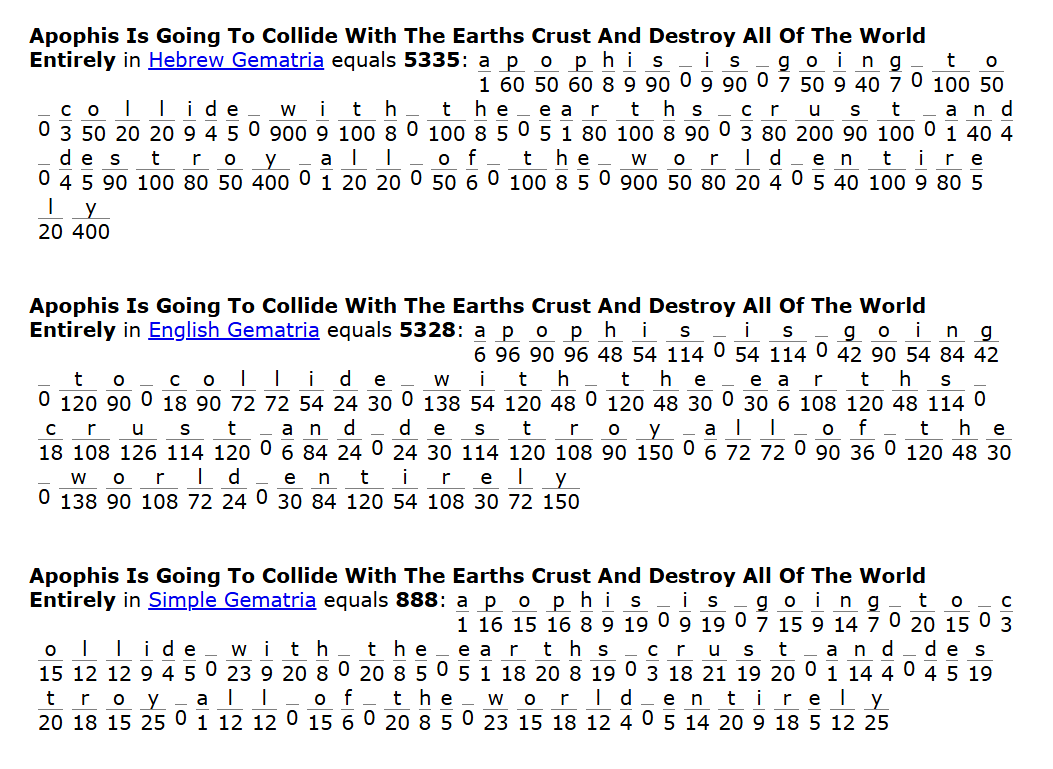 Apophis Is Going To Collide With The Earths Crust And Destroy All Of The World
Entirely in Hebrew Gematria equals 5335: a p o p h i s _ i s _ g o i n g _ t o
1 60 50 60 8 9 90 0 9 90 0 7 50 9 40 7 0 100 50
_ c o l l i d e _ w i t h _ t h e _ e a r t h s _ c r u s t _ a n d
0 3 50 20 20 9 4 5 0 900 9 100 8 0 100 8 5 0 5 1 80 100 8 90 0 3 80 200 90 100 0 1 40 4
_ d e s t r o y _ a l l _ o f _ t h e _ w o r l d _ e n t i r e
0 4 5 90 100 80 50 400 0 1 20 20 0 50 6 0 100 8 5 0 900 50 80 20 4 0 5 40 100 9 80 5
l y
20 400
Apophis Is Going To Collide With The Earths Crust And Destroy All Of The World
Entirely in English Gematria equals 5328: a p o p h i s _ i s _ g o i n g
6 96 90 96 48 54 114 0 54 114 0 42 90 54 84 42
_ t o _ c o l l i d e _ w i t h _ t h e _ e a r t h s _
0 120 90 0 18 90 72 72 54 24 30 0 138 54 120 48 0 120 48 30 0 30 6 108 120 48 114 0
c r u s t _ a n d _ d e s t r o y _ a l l _ o f _ t h e
18 108 126 114 120 0 6 84 24 0 24 30 114 120 108 90 150 0 6 72 72 0 90 36 0 120 48 30
_ w o r l d _ e n t i r e l y
0 138 90 108 72 24 0 30 84 120 54 108 30 72 150
Apophis Is Going To Collide With The Earths Crust And Destroy All Of The World
Entirely in Simple Gematria equals 888: a p o p h i s _ i s _ g o i n g _ t o _ c
1 16 15 16 8 9 19 0 9 19 0 7 15 9 14 7 0 20 15 0 3
o l l i d e _ w i t h _ t h e _ e a r t h s _ c r u s t _ a n d _ d e s
15 12 12 9 4 5 0 23 9 20 8 0 20 8 5 0 5 1 18 20 8 19 0 3 18 21 19 20 0 1 14 4 0 4 5 19
t r o y _ a l l _ o f _ t h e _ w o r l d _ e n t i r e l y
20 18 15 25 0 1 12 12 0 15 6 0 20 8 5 0 23 15 18 12 4 0 5 14 20 9 18 5 12 25